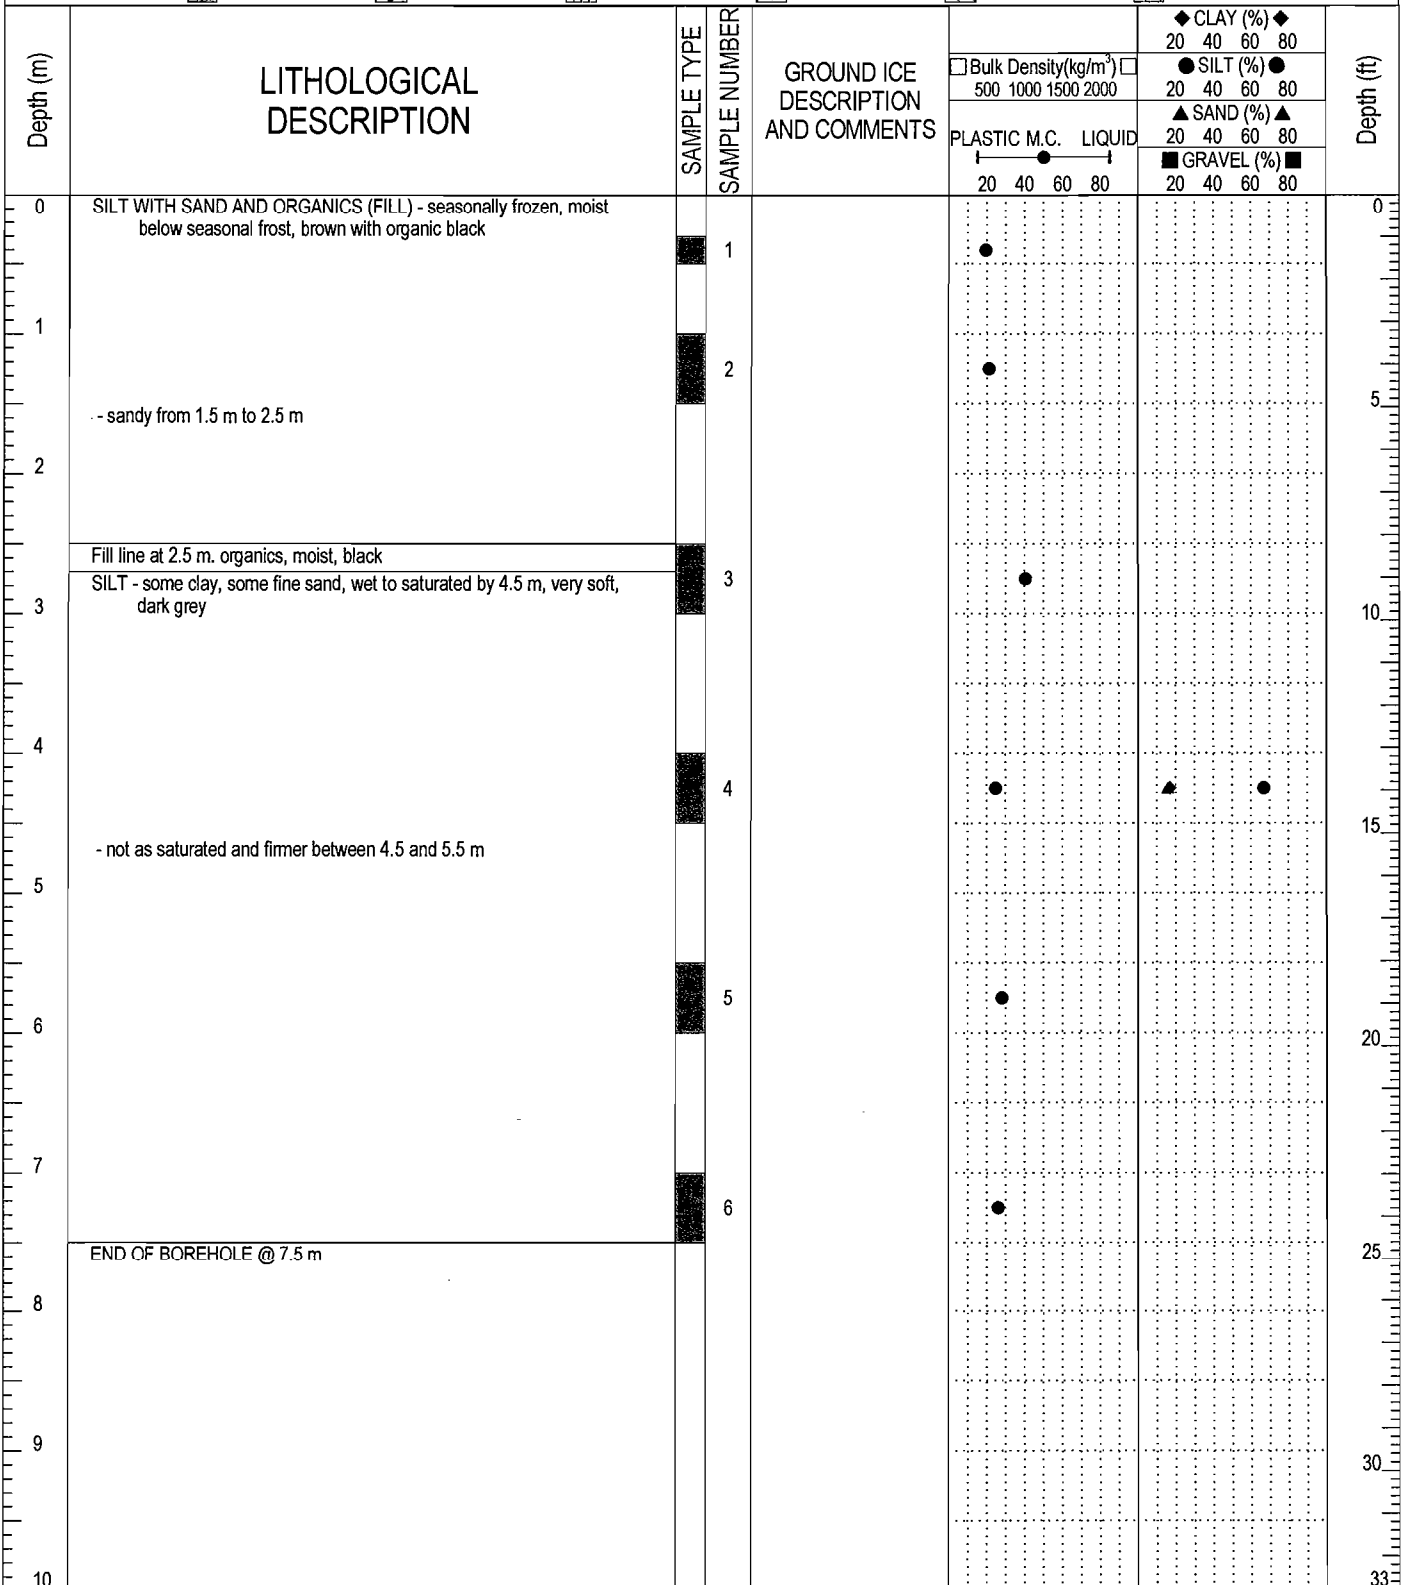 Depth (m)
LITHOLOGICAL
DESCRIPTION
SAMPLE TYPE
SAMPLE NUMBER
GROUND ICE
DESCRIPTION
AND COMMENTS
□ Bulk Density(kg/m³) □
500 1000 1500 2000
PLASTIC M.C. LIQUID
20 40 60 80
◆ CLAY (%) ◆
20 40 60 80
● SILT (%) ●
20 40 60 80
▲ SAND (%) ▲
20 40 60 80
■ GRAVEL (%) ■
20 40 60 80
Depth (ft)
0
SILT WITH SAND AND ORGANICS (FILL) - seasonally frozen, moist
below seasonal frost, brown with organic black
0
1
1
2
5
- sandy from 1.5 m to 2.5 m
2
Fill line at 2.5 m. organics, moist, black
SILT - some clay, some fine sand, wet to saturated by 4.5 m, very soft,
dark grey
3
3
10
4
4
15
- not as saturated and firmer between 4.5 and 5.5 m
5
5
6
20
7
6
END OF BOREHOLE @ 7.5 m
25
8
9
30
10
33